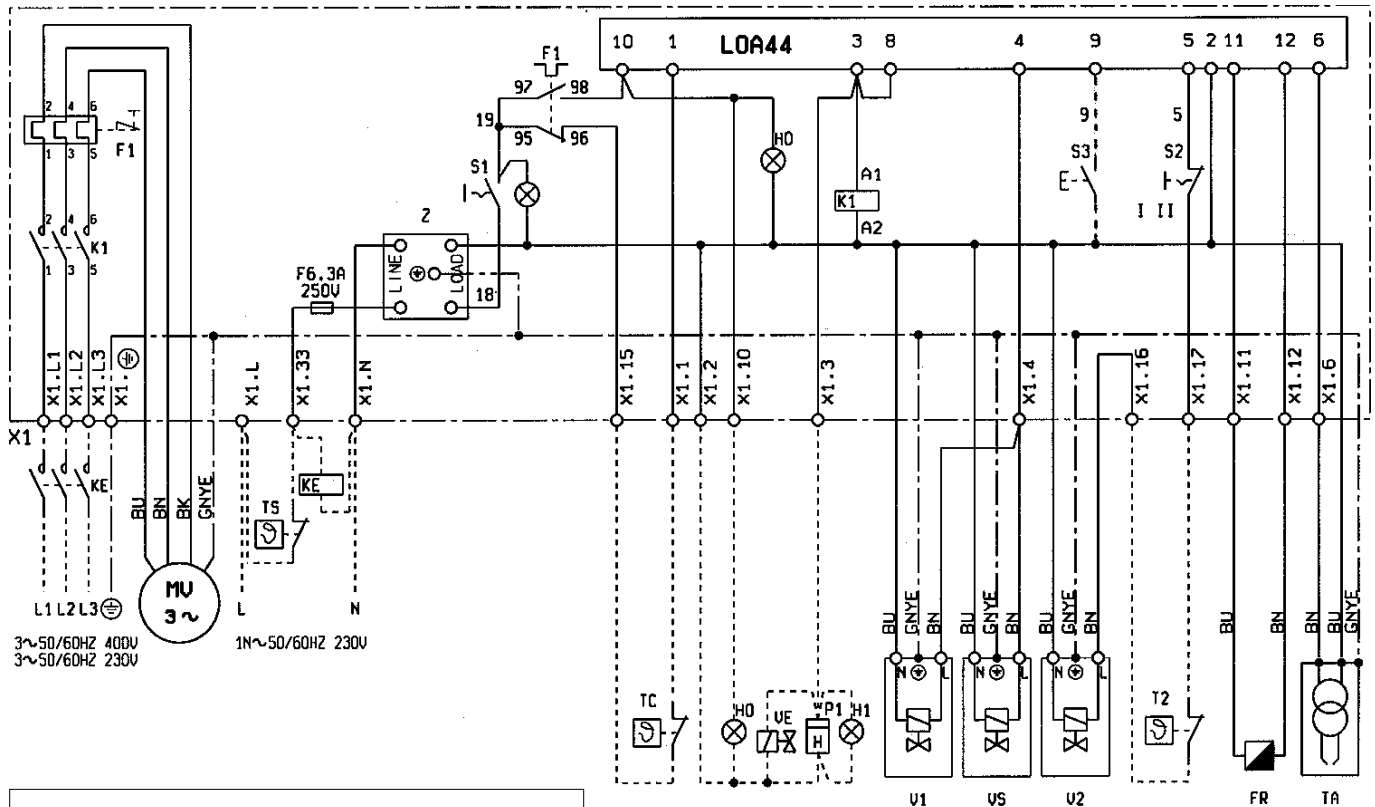 10 1 LOA44 3 8 4 9 5 2 11 12 6
F1
97 98
19
95 96
2 4 6
F1
1 3 5
H0
9
5
S1
S3
S2
A1
K1
A2
I II
2 4 6
K1
1 3 5
Z
LINE
LOAD
F6.3A
250V
18
X1.L1
X1.L2
X1.L3
X1.
X1.L
X1.33
X1.N
X1.15
X1.1
X1.2
X1.10
X1.3
X1.4
X1.16
X1.17
X1.11
X1.12
X1.6
X1
KE
BU
BN
BK
GNYE
KE
TS
MV
3~
L1 L2 L3
L
N
3~50/60HZ 400V
3~50/60HZ 230V
1N~50/60HZ 230V
BU GNYE BN BU GNYE BN BU GNYE BN BU BN BN BU GNYE
N L
N L
N L
TC
H0
VE
P1
H1
H
T2
V1 VS V2 FR TA